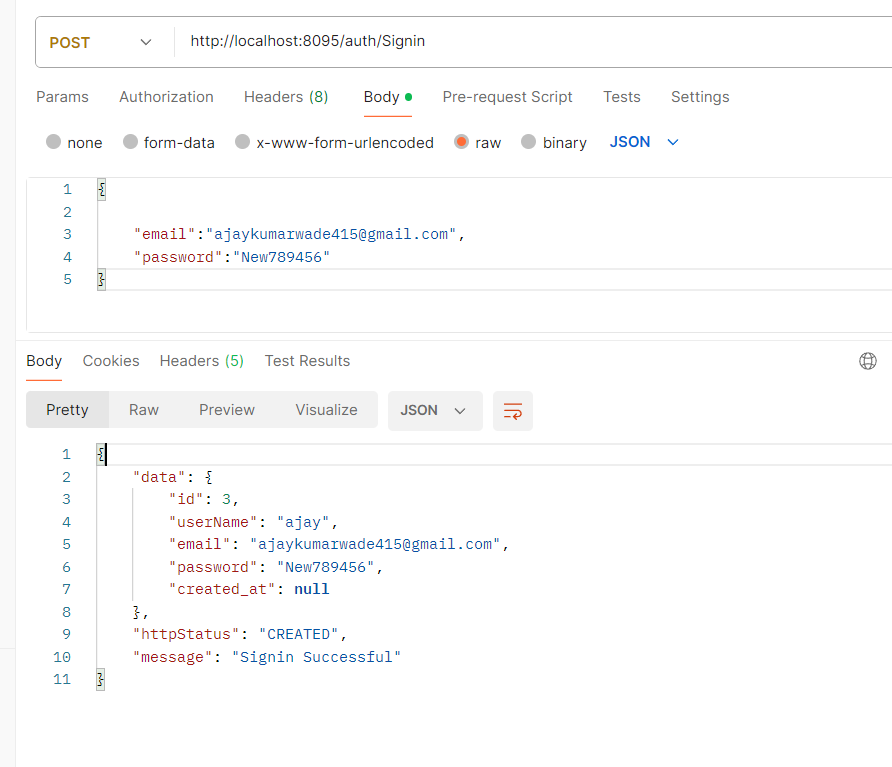 POST http://localhost:8095/auth/Signin
Params Authorization Headers (8) Body Pre-request Script Tests Settings
none form-data x-www-form-urlencoded raw binary JSON
1 {
2
3 "email":"ajaykumarwade415@gmail.com",
4 "password":"New789456"
5 }
Body Cookies Headers (5) Test Results
Pretty Raw Preview Visualize JSON
1 {
2 "data": {
3 "id": 3,
4 "userName": "ajay",
5 "email": "ajaykumarwade415@gmail.com",
6 "password": "New789456",
7 "created_at": null
8 },
9 "httpStatus": "CREATED",
10 "message": "Signin Successful"
11 }